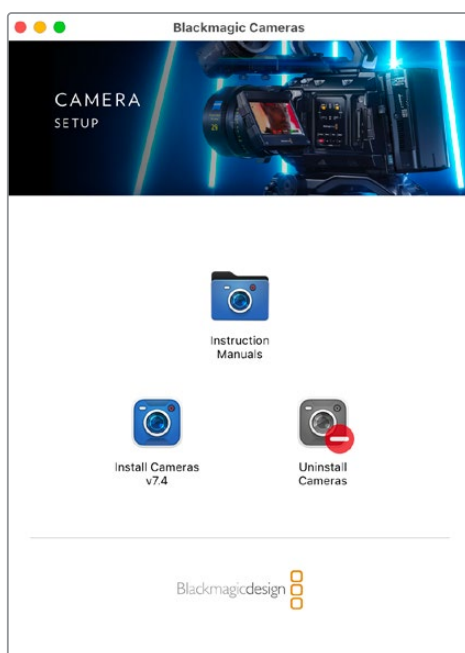 Blackmagic Cameras
CAMERA
SETUP
Instruction
Manuals
Install Cameras
v7.4
Uninstall
Cameras
Blackmagicdesign